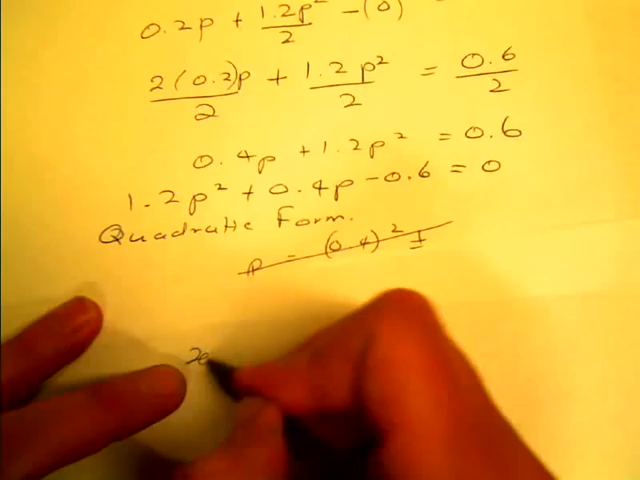 0.2p + 1.2p² / 2 - (0)
2(0.2)p / 2 + 1.2p² / 2 = 0.6 / 2
0.4p + 1.2p² = 0.6
1.2p² + 0.4p - 0.6 = 0
Quadratic Form.
p = (0.4)² ±